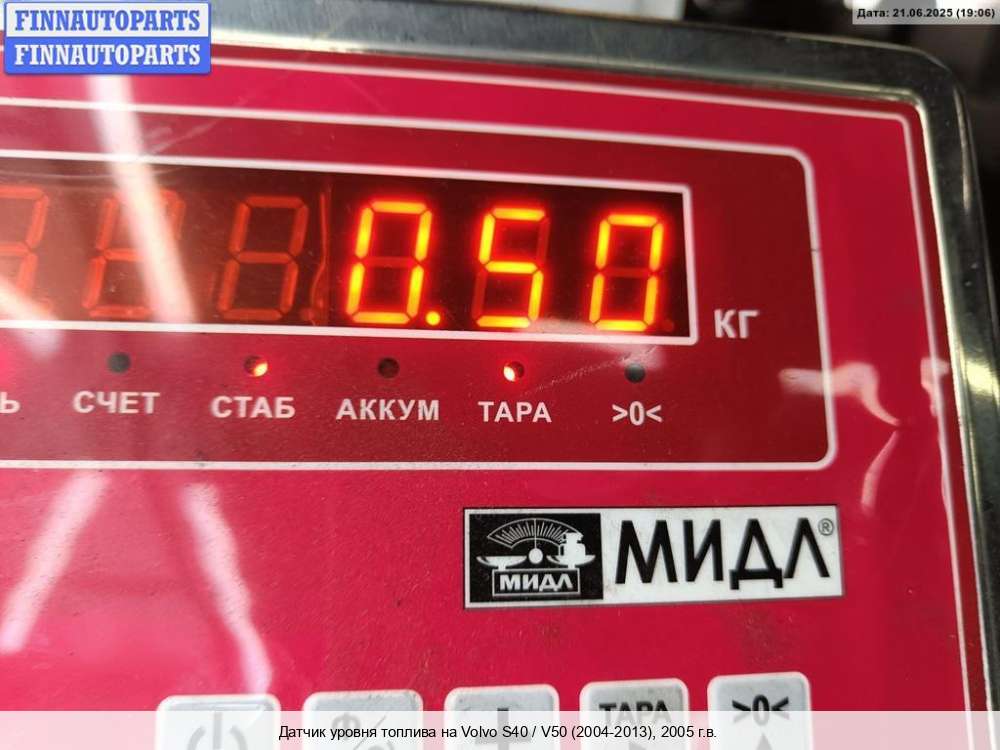 FINNAUTOPARTS
FINNAUTOPARTS
Дата: 21.06.2025 (19:06)
0.50
КГ
Ь СЧЕТ СТАБ АККУМ ТАРА >0<
МИДЛ
МИДЛ®
ТАРА >0<
Датчик уровня топлива на Volvo S40 / V50 (2004-2013), 2005 г.в.